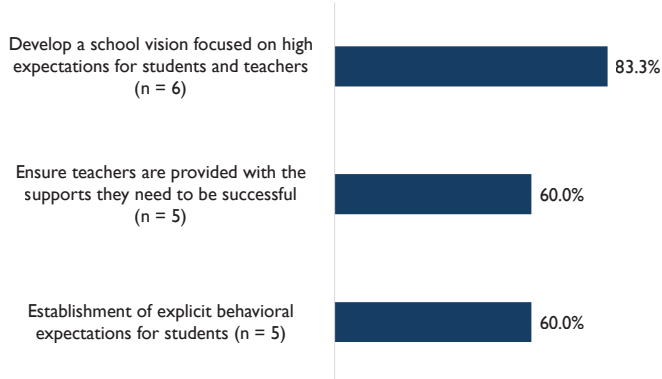 Develop a school vision focused on high
expectations for students and teachers
(n = 6)
83.3%
Ensure teachers are provided with the
supports they need to be successful
(n = 5)
60.0%
Establishment of explicit behavioral
expectations for students (n = 5)
60.0%